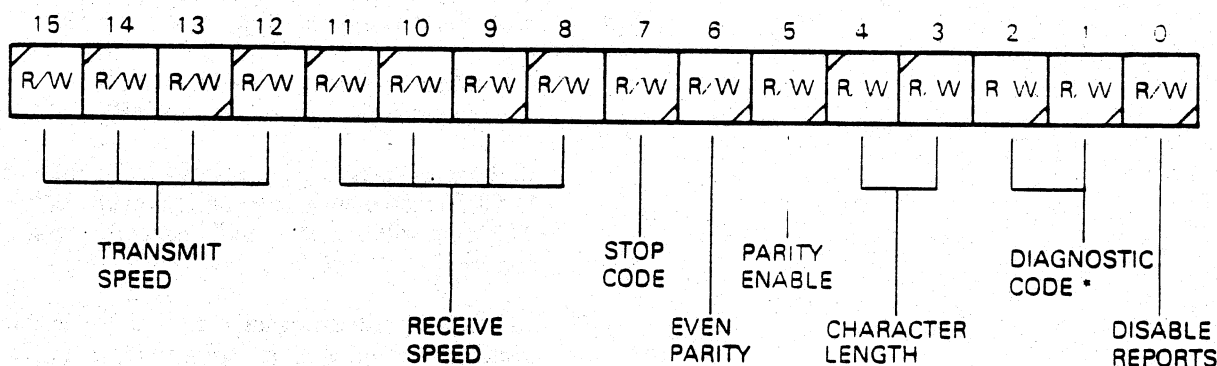 15 14 13 12 11 10 9 8 7 6 5 4 3 2 1 0
R/W R/W R/W R/W R/W R/W R/W R/W R/W R/W R/W R/W R/W R/W R/W R/W
TRANSMIT
SPEED
STOP
CODE
PARITY
ENABLE
DIAGNOSTIC
CODE *
RECEIVE
SPEED
EVEN
PARITY
CHARACTER
LENGTH
DISABLE
REPORTS